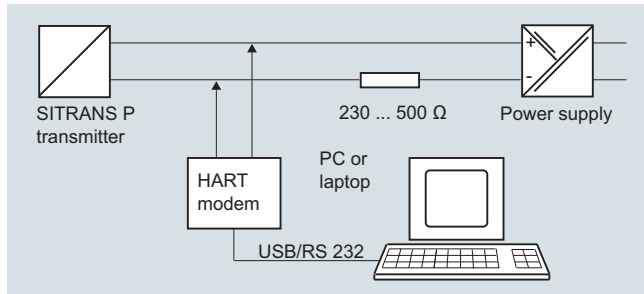 +
-
SITRANS P
transmitter
230 ... 500 Ω
Power supply
HART
modem
PC or
laptop
USB/RS 232